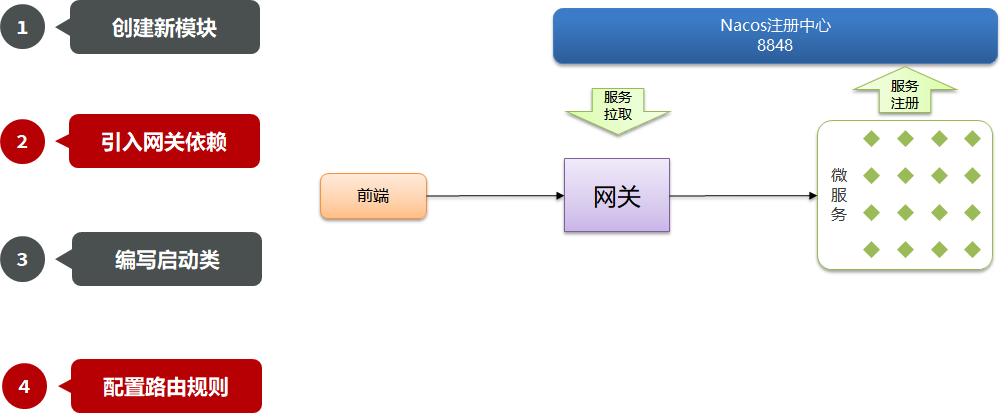 1
创建新模块
2
引入网关依赖
3
编写启动类
4
配置路由规则
Nacos注册中心
8848
服务
拉取
服务
注册
前端
网关
微
服
务